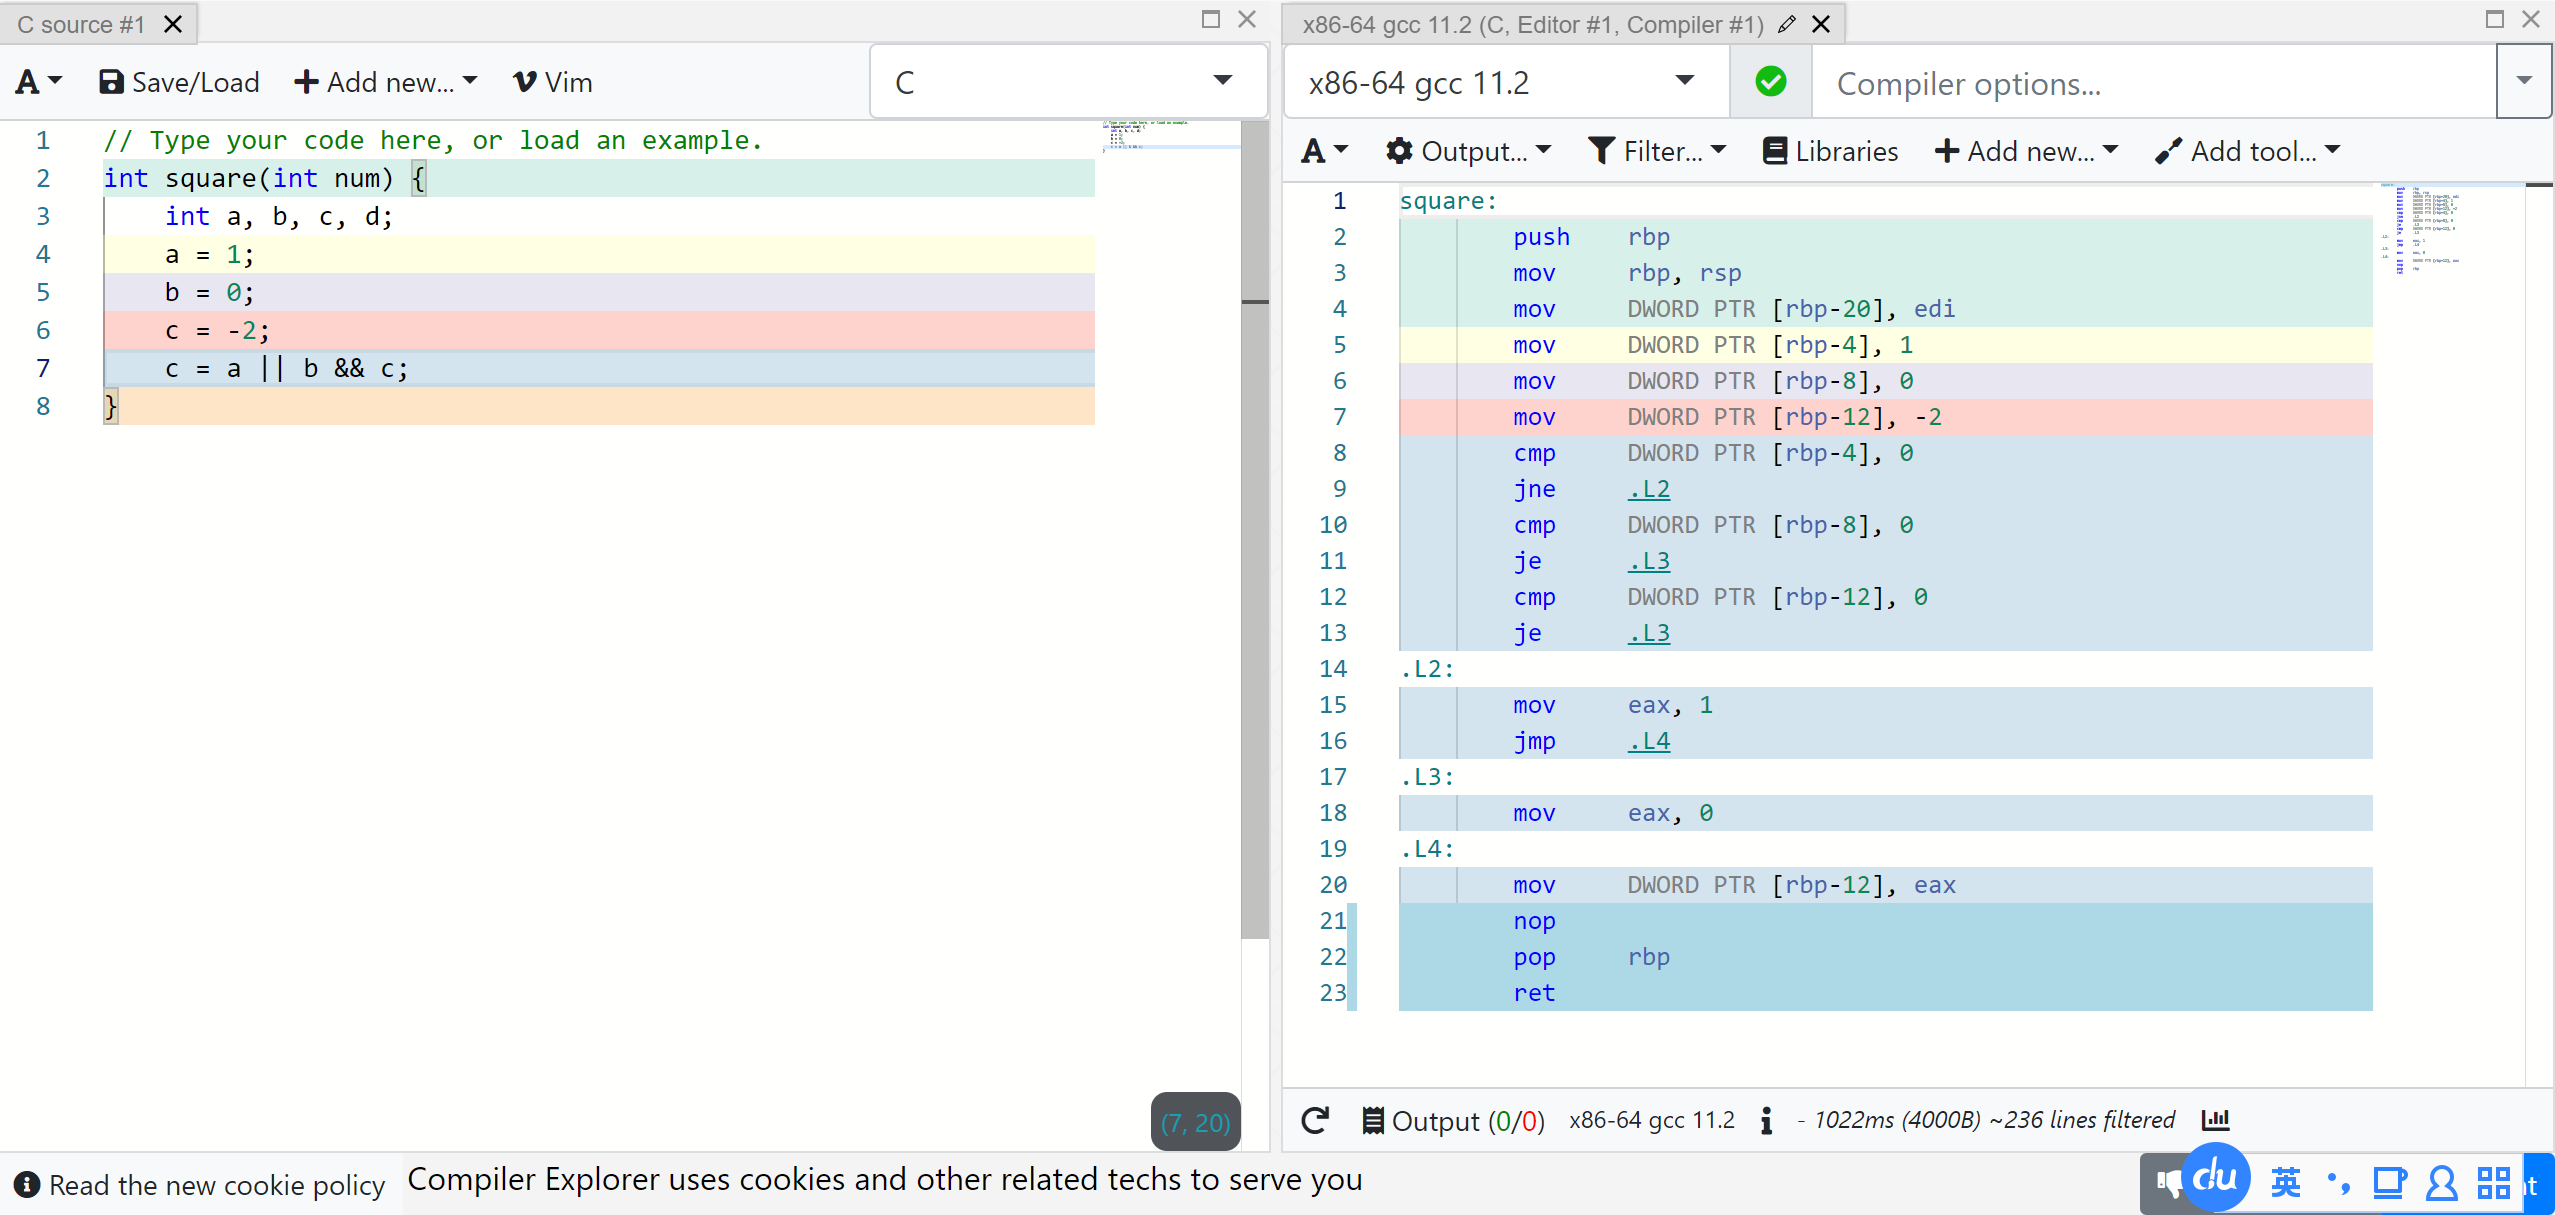 C source #1
A
Save/Load
Add new...
Vim
C
1 // Type your code here, or load an example.
2 int square(int num) {
3     int a, b, c, d;
4     a = 1;
5     b = 0;
6     c = -2;
7     c = a || b && c;
8 }
(7, 20)
x86-64 gcc 11.2 (C, Editor #1, Compiler #1)
x86-64 gcc 11.2
Compiler options...
A
Output...
Filter...
Libraries
Add new...
Add tool...
1 square:
2 push rbp
3 mov rbp, rsp
4 mov DWORD PTR [rbp-20], edi
5 mov DWORD PTR [rbp-4], 1
6 mov DWORD PTR [rbp-8], 0
7 mov DWORD PTR [rbp-12], -2
8 cmp DWORD PTR [rbp-4], 0
9 jne .L2
10 cmp DWORD PTR [rbp-8], 0
11 je .L3
12 cmp DWORD PTR [rbp-12], 0
13 je .L3
14 .L2:
15 mov eax, 1
16 jmp .L4
17 .L3:
18 mov eax, 0
19 .L4:
20 mov DWORD PTR [rbp-12], eax
21 nop
22 pop rbp
23 ret
Output (0/0) x86-64 gcc 11.2 - 1022ms (4000B) ~236 lines filtered
Read the new cookie policy
Compiler Explorer uses cookies and other related techs to serve you
du 英